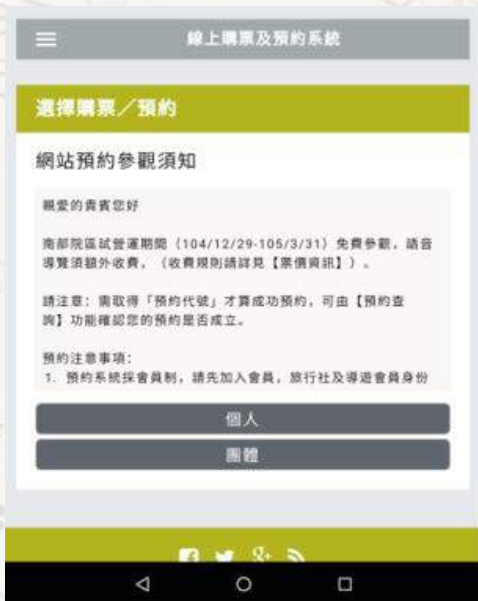 線上購票及預約系統
選擇購票／預約
網站預約參觀須知
親愛的貴賓您好
南部院區試營運期間（104/12/29-105/3/31）免費參觀，語音
導覽須額外收費，（收費規則請詳見【票價資訊】）。
請注意：需取得「預約代號」才算成功預約，可由【預約查
詢】功能確認您的預約是否成立。
預約注意事項：
1. 預約系統採會員制，請先加入會員，旅行社及導遊會員身份
個人
團體